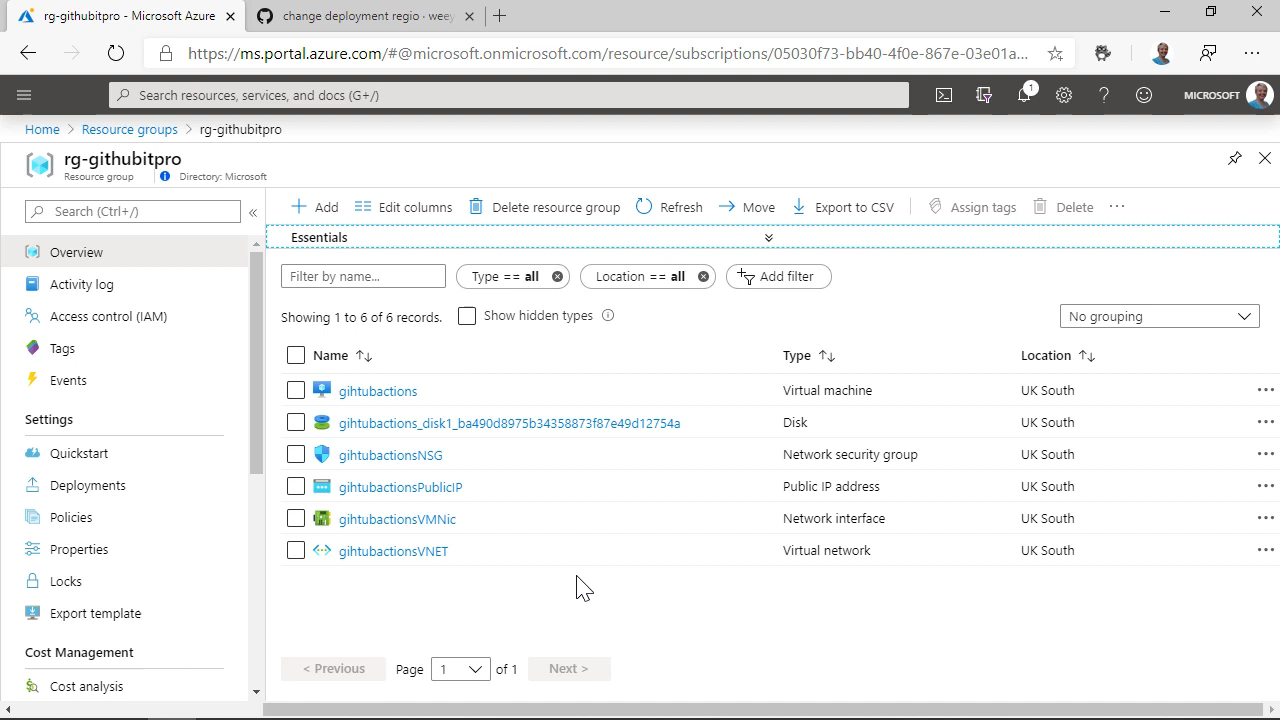 rg-githubitpro - Microsoft Azure
change deployment regio · weey
https://ms.portal.azure.com/#@microsoft.onmicrosoft.com/resource/subscriptions/05030f73-bb40-4f0e-867e-03e01a...
Search resources, services, and docs (G+/)
1
MICROSOFT
Home > Resource groups > rg-githubitpro
rg-githubitpro
Resource group
Directory: Microsoft
Search (Ctrl+/)
Overview
Activity log
Access control (IAM)
Tags
Events
Settings
Quickstart
Deployments
Policies
Properties
Locks
Export template
Cost Management
Cost analysis
Add
Edit columns
Delete resource group
Refresh
Move
Export to CSV
Assign tags
Delete
Essentials
Filter by name...
Type == all
Location == all
Add filter
Showing 1 to 6 of 6 records.
Show hidden types
No grouping
Name Type Location
gihtubactions Virtual machine UK South
gihtubactions_disk1_ba490d8975b34358873f87e49d12754a Disk UK South
gihtubactionsNSG Network security group UK South
gihtubactionsPublicIP Public IP address UK South
gihtubactionsVMNic Network interface UK South
gihtubactionsVNET Virtual network UK South
< Previous Page 1 of 1 Next >